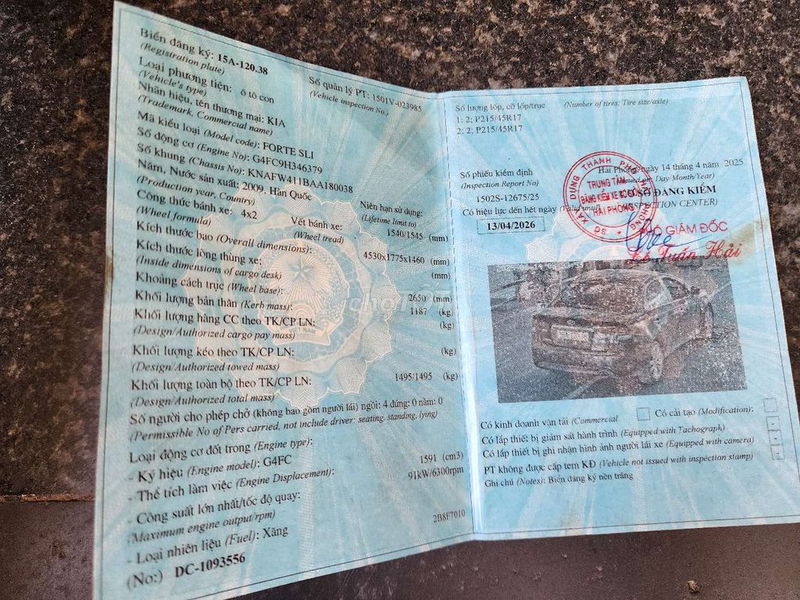 Biển đăng ký: 15A-120.38
(Registration plate)
Số quản lý PT: 1501V-023985
(Vehicle inspection No.)
Loại phương tiện: ô tô con
(Vehicle's type)
Nhãn hiệu, tên thương mại: KIA
(Trademark, Commercial name)
Mã kiểu loại (Model code): FORTE SLI
Số động cơ (Engine No): G4FC9H346379
Số khung (Chassis No): KNAFW411BAA180038
Năm, Nước sản xuất: 2009, Hàn Quốc
(Production year, Country)
Niên hạn sử dụng:
(Lifetime limit to)
Công thức bánh xe: 4x2
(Wheel formula)
Vết bánh xe: 1540/1545 (mm)
(Wheel tread)
Kích thước bao (Overall dimensions): 4530x1775x1460 (mm)
Kích thước lòng thùng xe: (mm)
(Inside dimensions of cargo desk)
Khoảng cách trục (Wheel base): 2650 (mm)
Khối lượng bản thân (Kerb mass): 1187 (kg)
Khối lượng hàng CC theo TK/CP LN: (kg)
(Design/Authorized cargo pay mass)
Khối lượng kéo theo TK/CP LN: (kg)
(Design/Authorized towed mass)
Khối lượng toàn bộ theo TK/CP LN: 1495/1495 (kg)
(Design/Authorized total mass)
Số người cho phép chở (không bao gồm người lái) ngồi: 4 đứng: 0 nằm: 0
(Permissible No of Pers carried, not include driver: seating, standing, lying)
Loại động cơ đốt trong (Engine type):
- Ký hiệu (Engine model): G4FC
- Thể tích làm việc (Engine Displacement): 1591 (cm3)
- Công suất lớn nhất/tốc độ quay: 91kW/6300rpm
(Maximum engine output/rpm)
- Loại nhiên liệu (Fuel): Xăng
2B8F7010
(No:) DC-1093556
Số lượng lốp, cỡ lốp/trục (Number of tires: Tire size/axle)
1; 2; P215/45R17
2; 2; P215/45R17
Số phiếu kiểm định
(Inspection Report No)
1502S-12675/25
Hải Phòng, ngày 14 tháng 4 năm 2025
Day/Month/Year)
CƠ SỞ ĐĂNG KIỂM
Có hiệu lực đến hết ngày
INSPECTION CENTER)
13/04/2026
TRUNG TÂM
ĐĂNG KIỂM XE
HẢI PHÒNG
GIÁM ĐỐC
Lê Tuấn Hải
Có kinh doanh vận tải (Commercial
Có cải tạo (Modification):
Có lắp thiết bị giám sát hành trình (Equipped with Tachograph)
Có lắp thiết bị ghi nhận hình ảnh người lái xe (Equipped with camera)
PT không được cấp tem KĐ (Vehicle not issued with inspection stamp)
Ghi chú (Notes): Biển đăng ký nền trắng